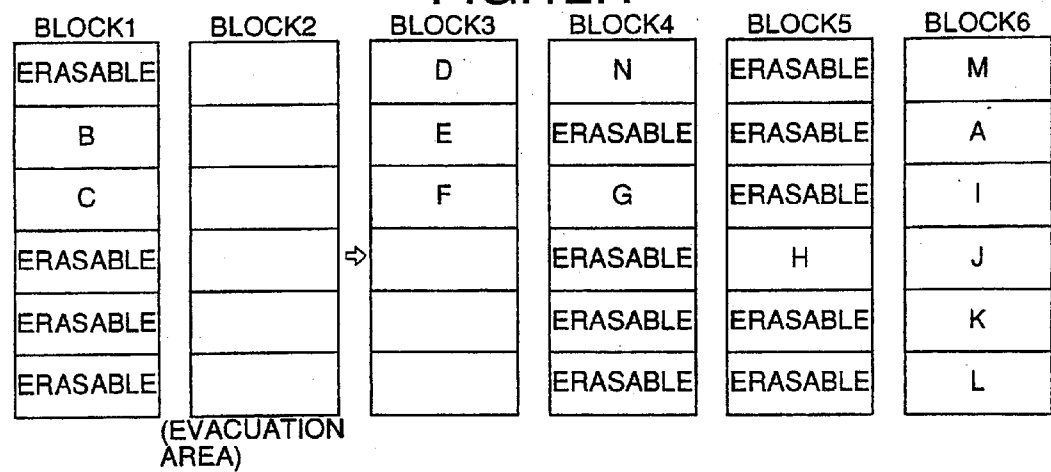 BLOCK1 BLOCK2 BLOCK3 BLOCK4 BLOCK5 BLOCK6
ERASABLE D N ERASABLE M
B E ERASABLE ERASABLE A
C F G ERASABLE I
ERASABLE ⇨ ERASABLE H J
ERASABLE ERASABLE ERASABLE K
ERASABLE ERASABLE ERASABLE L
(EVACUATION
AREA)